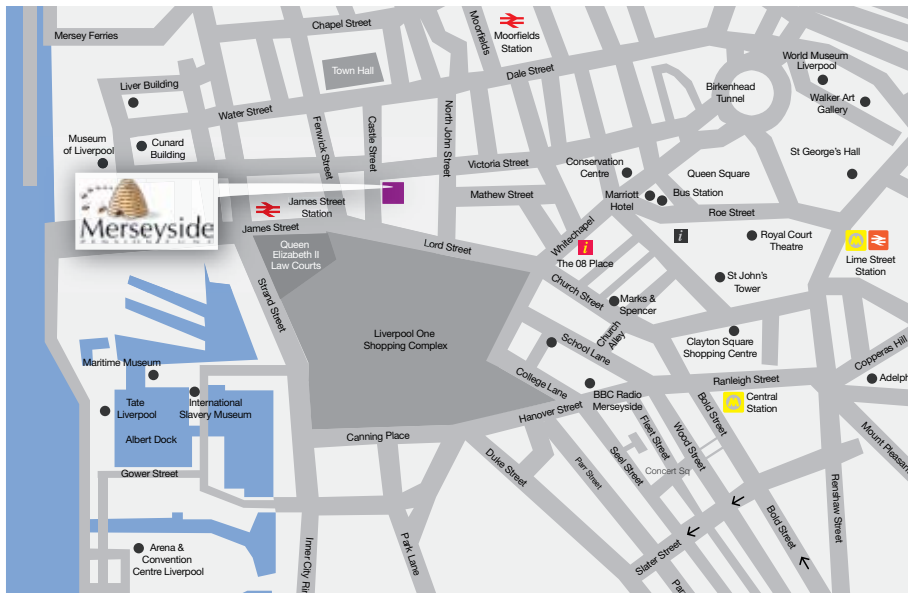 Mersey Ferries
Chapel Street
Moorfields
Moorfields
Station
Town Hall
Dale Street
World Museum
Liverpool
Liver Building
Birkenhead
Tunnel
Walker Art
Gallery
Water Street
Fenwick Street
Castle Street
North John Street
Museum
of Liverpool
Cunard
Building
Victoria Street
Conservation
Centre
Queen Square
St George's Hall
Merseyside
PENSION FUND
James Street
Station
Mathew Street
Marriott
Hotel
Bus Station
Roe Street
James Street
Lord Street
Whitechapel
i
The 08 Place
i
Royal Court
Theatre
Lime Street
Station
Queen
Elizabeth II
Law Courts
Strand Street
Church Street
St John's
Tower
Marks &
Spencer
Church
Alley
Liverpool One
Shopping Complex
School Lane
Clayton Square
Shopping Centre
Copperas Hill
Maritime Museum
College Lane
Ranleigh Street
Adelph
Tate
Liverpool
International
Slavery Museum
BBC Radio
Merseyside
Central
Station
Hanover Street
Bold Street
Albert Dock
Canning Place
Fleet Street
Wood Street
Mount Pleasan
Gower Street
Duke Street
Parr Street
Seel Street
Concert Sq
Renshaw Street
Bold Street
Arena &
Convention
Centre Liverpool
Inner City Rin
Park Lane
Slater Street
Par